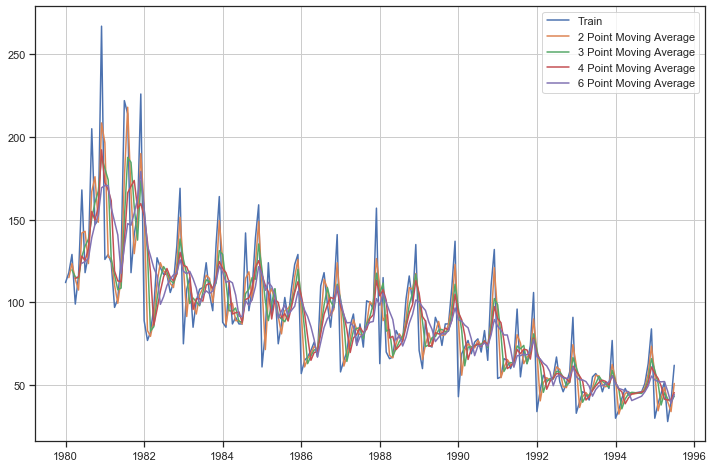 Train
2 Point Moving Average
3 Point Moving Average
4 Point Moving Average
6 Point Moving Average
250
200
150
100
50
1980 1982 1984 1986 1988 1990 1992 1994 1996